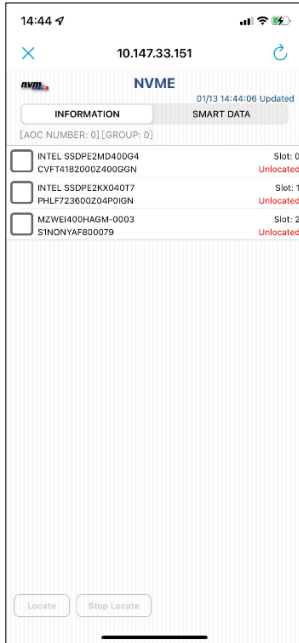 14:44
10.147.33.151
nvm
NVME
01/13 14:44:06 Updated
INFORMATION
SMART DATA
[AOC NUMBER: 0][GROUP: 0]
INTEL SSDPE2MD400G4
Slot: 0
CVFT4182000Z400GGN
Unlocated
INTEL SSDPE2KX040T7
Slot: 1
PHLF723600Z04P0IGN
Unlocated
MZWEI400HAGM-0003
Slot: 2
S1NONYAF800079
Unlocated
Locate
Stop Locate